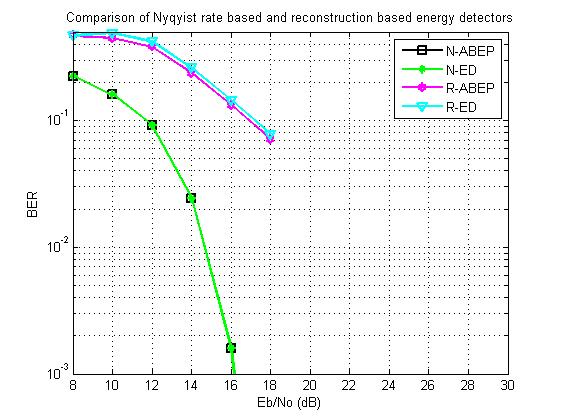 Comparison of Nyqyist rate based and reconstruction based energy detectors
N-ABEP
N-ED
R-ABEP
R-ED
10-1
10-2
10-3
BER
8 10 12 14 16 18 20 22 24 26 28 30
Eb/No (dB)